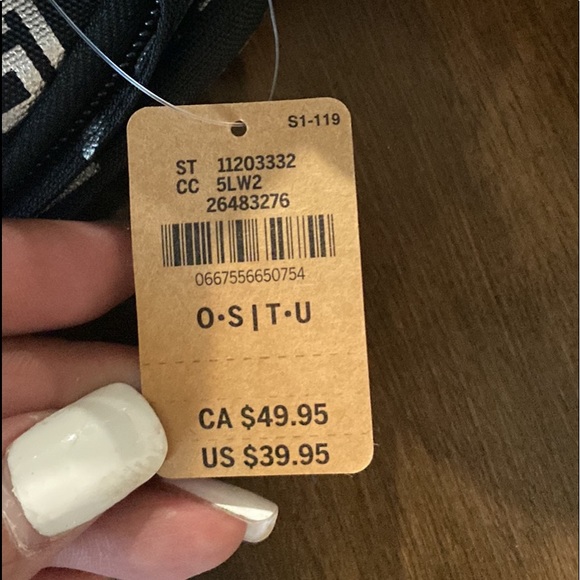 S1-119
ST 11203332
CC 5LW2
26483276
0667556650754
O·S|T·U
CA $49.95
US $39.95